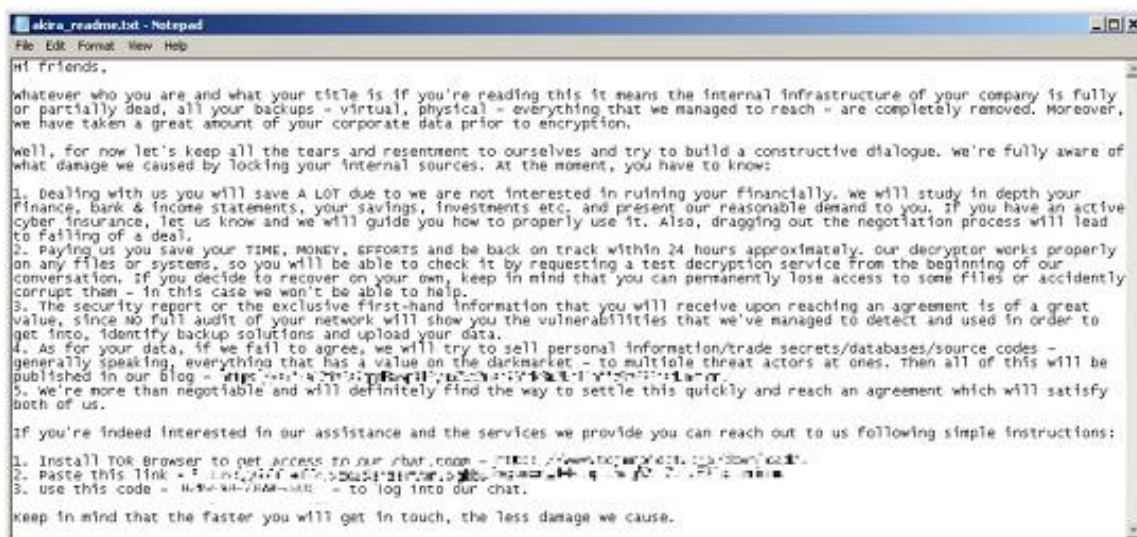 akira_readme.txt - Notepad
File Edit Format View Help
Hi friends,
Whatever who you are and what your title is if you're reading this it means the internal infrastructure of your company is fully
or partially dead, all your backups - virtual, physical - everything that we managed to reach - are completely removed. Moreover,
we have taken a great amount of your corporate data prior to encryption.
Well, for now let's keep all the tears and resentment to ourselves and try to build a constructive dialogue. We're fully aware of
what damage we caused by locking your internal sources. At the moment, you have to know:
1. Dealing with us you will save A LOT due to we are not interested in ruining your financially. We will study in depth your
finance, bank & income statements, your savings, investments etc. and present our reasonable demand to you. If you have an active
cyber insurance, let us know and we will guide you how to properly use it. Also, dragging out the negotiation process will lead
to failing of a deal.
2. Paying us you save your TIME, MONEY, EFFORTS and be back on track within 24 hours approximately. Our decryptor works properly
on any files or systems, so you will be able to check it by requesting a test decryption service from the beginning of our
conversation. If you decide to recover on your own, keep in mind that you can permanently lose access to some files or accidently
corrupt them - in this case we won't be able to help.
3. The security report or the exclusive first-hand information that you will receive upon reaching an agreement is of a great
value, since NO full audit of your network will show you the vulnerabilities that we've managed to detect and used in order to
get into, identify backup solutions and upload your data.
4. As for your data, if we fail to agree, we will try to sell personal information/trade secrets/databases/source codes -
generally speaking, everything that has a value on the darkmarket - to multiple threat actors at ones. Then all of this will be
published in our blog -
5. We're more than negotiable and will definitely find the way to settle this quickly and reach an agreement which will satisfy
both of us.
If you're indeed interested in our assistance and the services we provide you can reach out to us following simple instructions:
1. Install TOR Browser to get access to our chat room -
2. Paste this link -
3. Use this code - - to log into our chat.
Keep in mind that the faster you will get in touch, the less damage we cause.